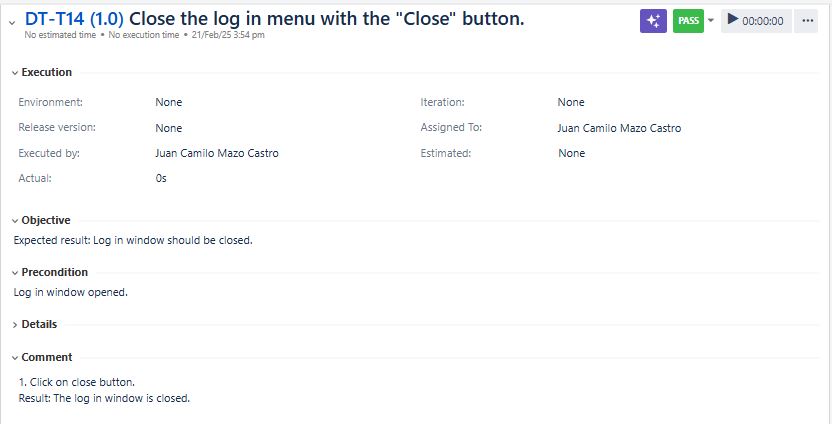 DT-T14 (1.0) Close the log in menu with the "Close" button.
No estimated time • No execution time • 21/Feb/25 3:54 pm
PASS
00:00:00
Execution
Environment: None
Iteration: None
Release version: None
Assigned To: Juan Camilo Mazo Castro
Executed by: Juan Camilo Mazo Castro
Estimated: None
Actual: 0s
Objective
Expected result: Log in window should be closed.
Precondition
Log in window opened.
Details
Comment
1. Click on close button.
Result: The log in window is closed.